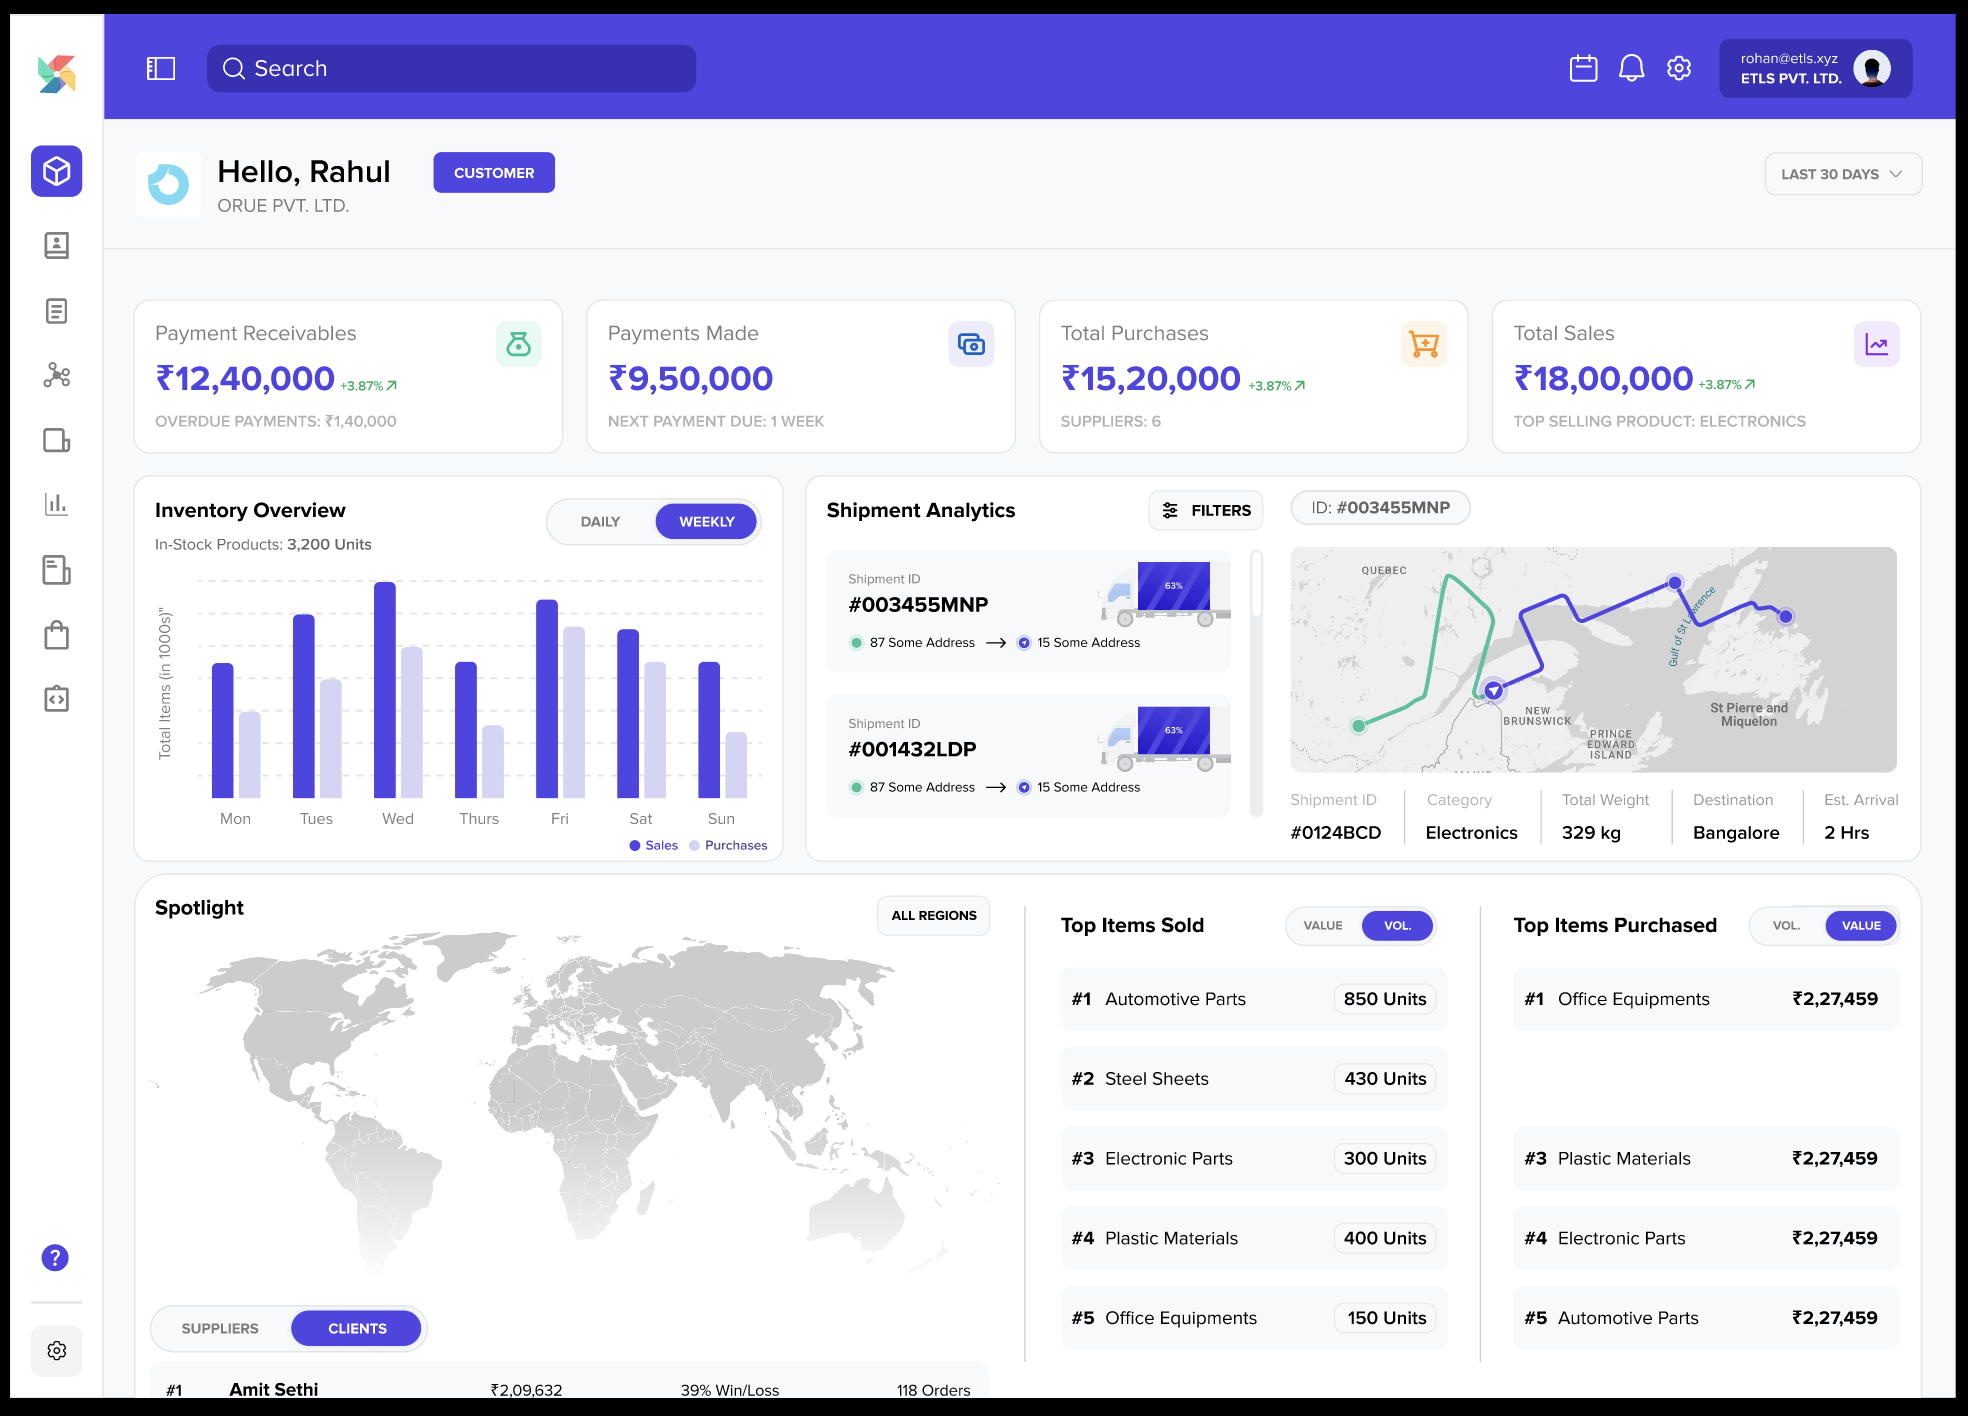 Search
rohan@etls.xyz
ETLS PVT. LTD.
Hello, Rahul
CUSTOMER
ORUE PVT. LTD.
LAST 30 DAYS
Payment Receivables
₹12,40,000 +3.87%
OVERDUE PAYMENTS: ₹1,40,000
Payments Made
₹9,50,000
NEXT PAYMENT DUE: 1 WEEK
Total Purchases
₹15,20,000 +3.87%
SUPPLIERS: 6
Total Sales
₹18,00,000 +3.87%
TOP SELLING PRODUCT: ELECTRONICS
Inventory Overview
In-Stock Products: 3,200 Units
DAILY WEEKLY
Total Items (in 1000s)"
Mon Tues Wed Thurs Fri Sat Sun
Sales Purchases
Shipment Analytics
FILTERS
Shipment ID
#003455MNP
63%
87 Some Address 15 Some Address
Shipment ID
#001432LDP
63%
87 Some Address 15 Some Address
ID: #003455MNP
QUEBEC
Gulf of St Lawrence
St Pierre and
Miquelon
NEW
BRUNSWICK
PRINCE
EDWARD
ISLAND
Shipment ID
#0124BCD
Category
Electronics
Total Weight
329 kg
Destination
Bangalore
Est. Arrival
2 Hrs
Spotlight
ALL REGIONS
SUPPLIERS CLIENTS
#1 Amit Sethi ₹2,09,632 39% Win/Loss 118 Orders
Top Items Sold
VALUE VOL.
#1 Automotive Parts 850 Units
#2 Steel Sheets 430 Units
#3 Electronic Parts 300 Units
#4 Plastic Materials 400 Units
#5 Office Equipments 150 Units
Top Items Purchased
VOL. VALUE
#1 Office Equipments ₹2,27,459
#3 Plastic Materials ₹2,27,459
#4 Electronic Parts ₹2,27,459
#5 Automotive Parts ₹2,27,459
?